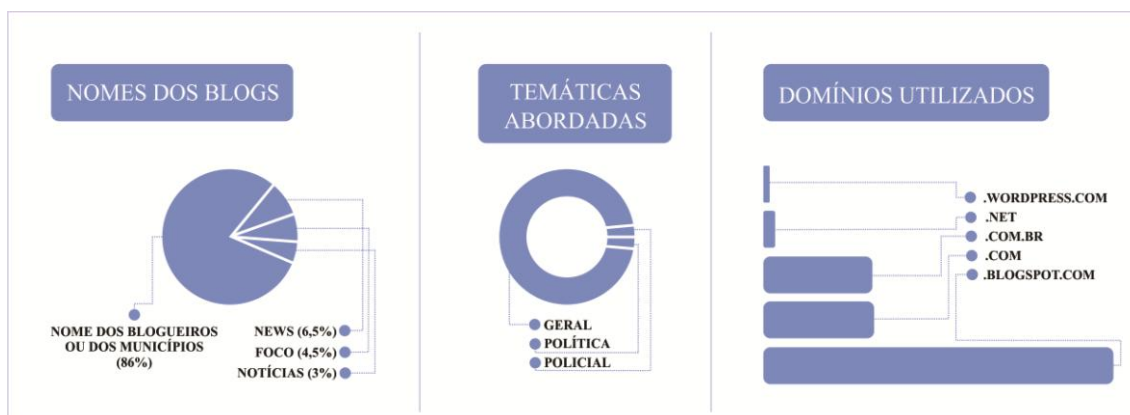 NOMES DOS BLOGS
NOME DOS BLOGUEIROS
OU DOS MUNICÍPIOS
(86%)
NEWS (6,5%)
FOCO (4,5%)
NOTÍCIAS (3%)
TEMÁTICAS
ABORDADAS
GERAL
POLÍTICA
POLICIAL
DOMÍNIOS UTILIZADOS
.WORDPRESS.COM
.NET
.COM.BR
.COM
.BLOGSPOT.COM